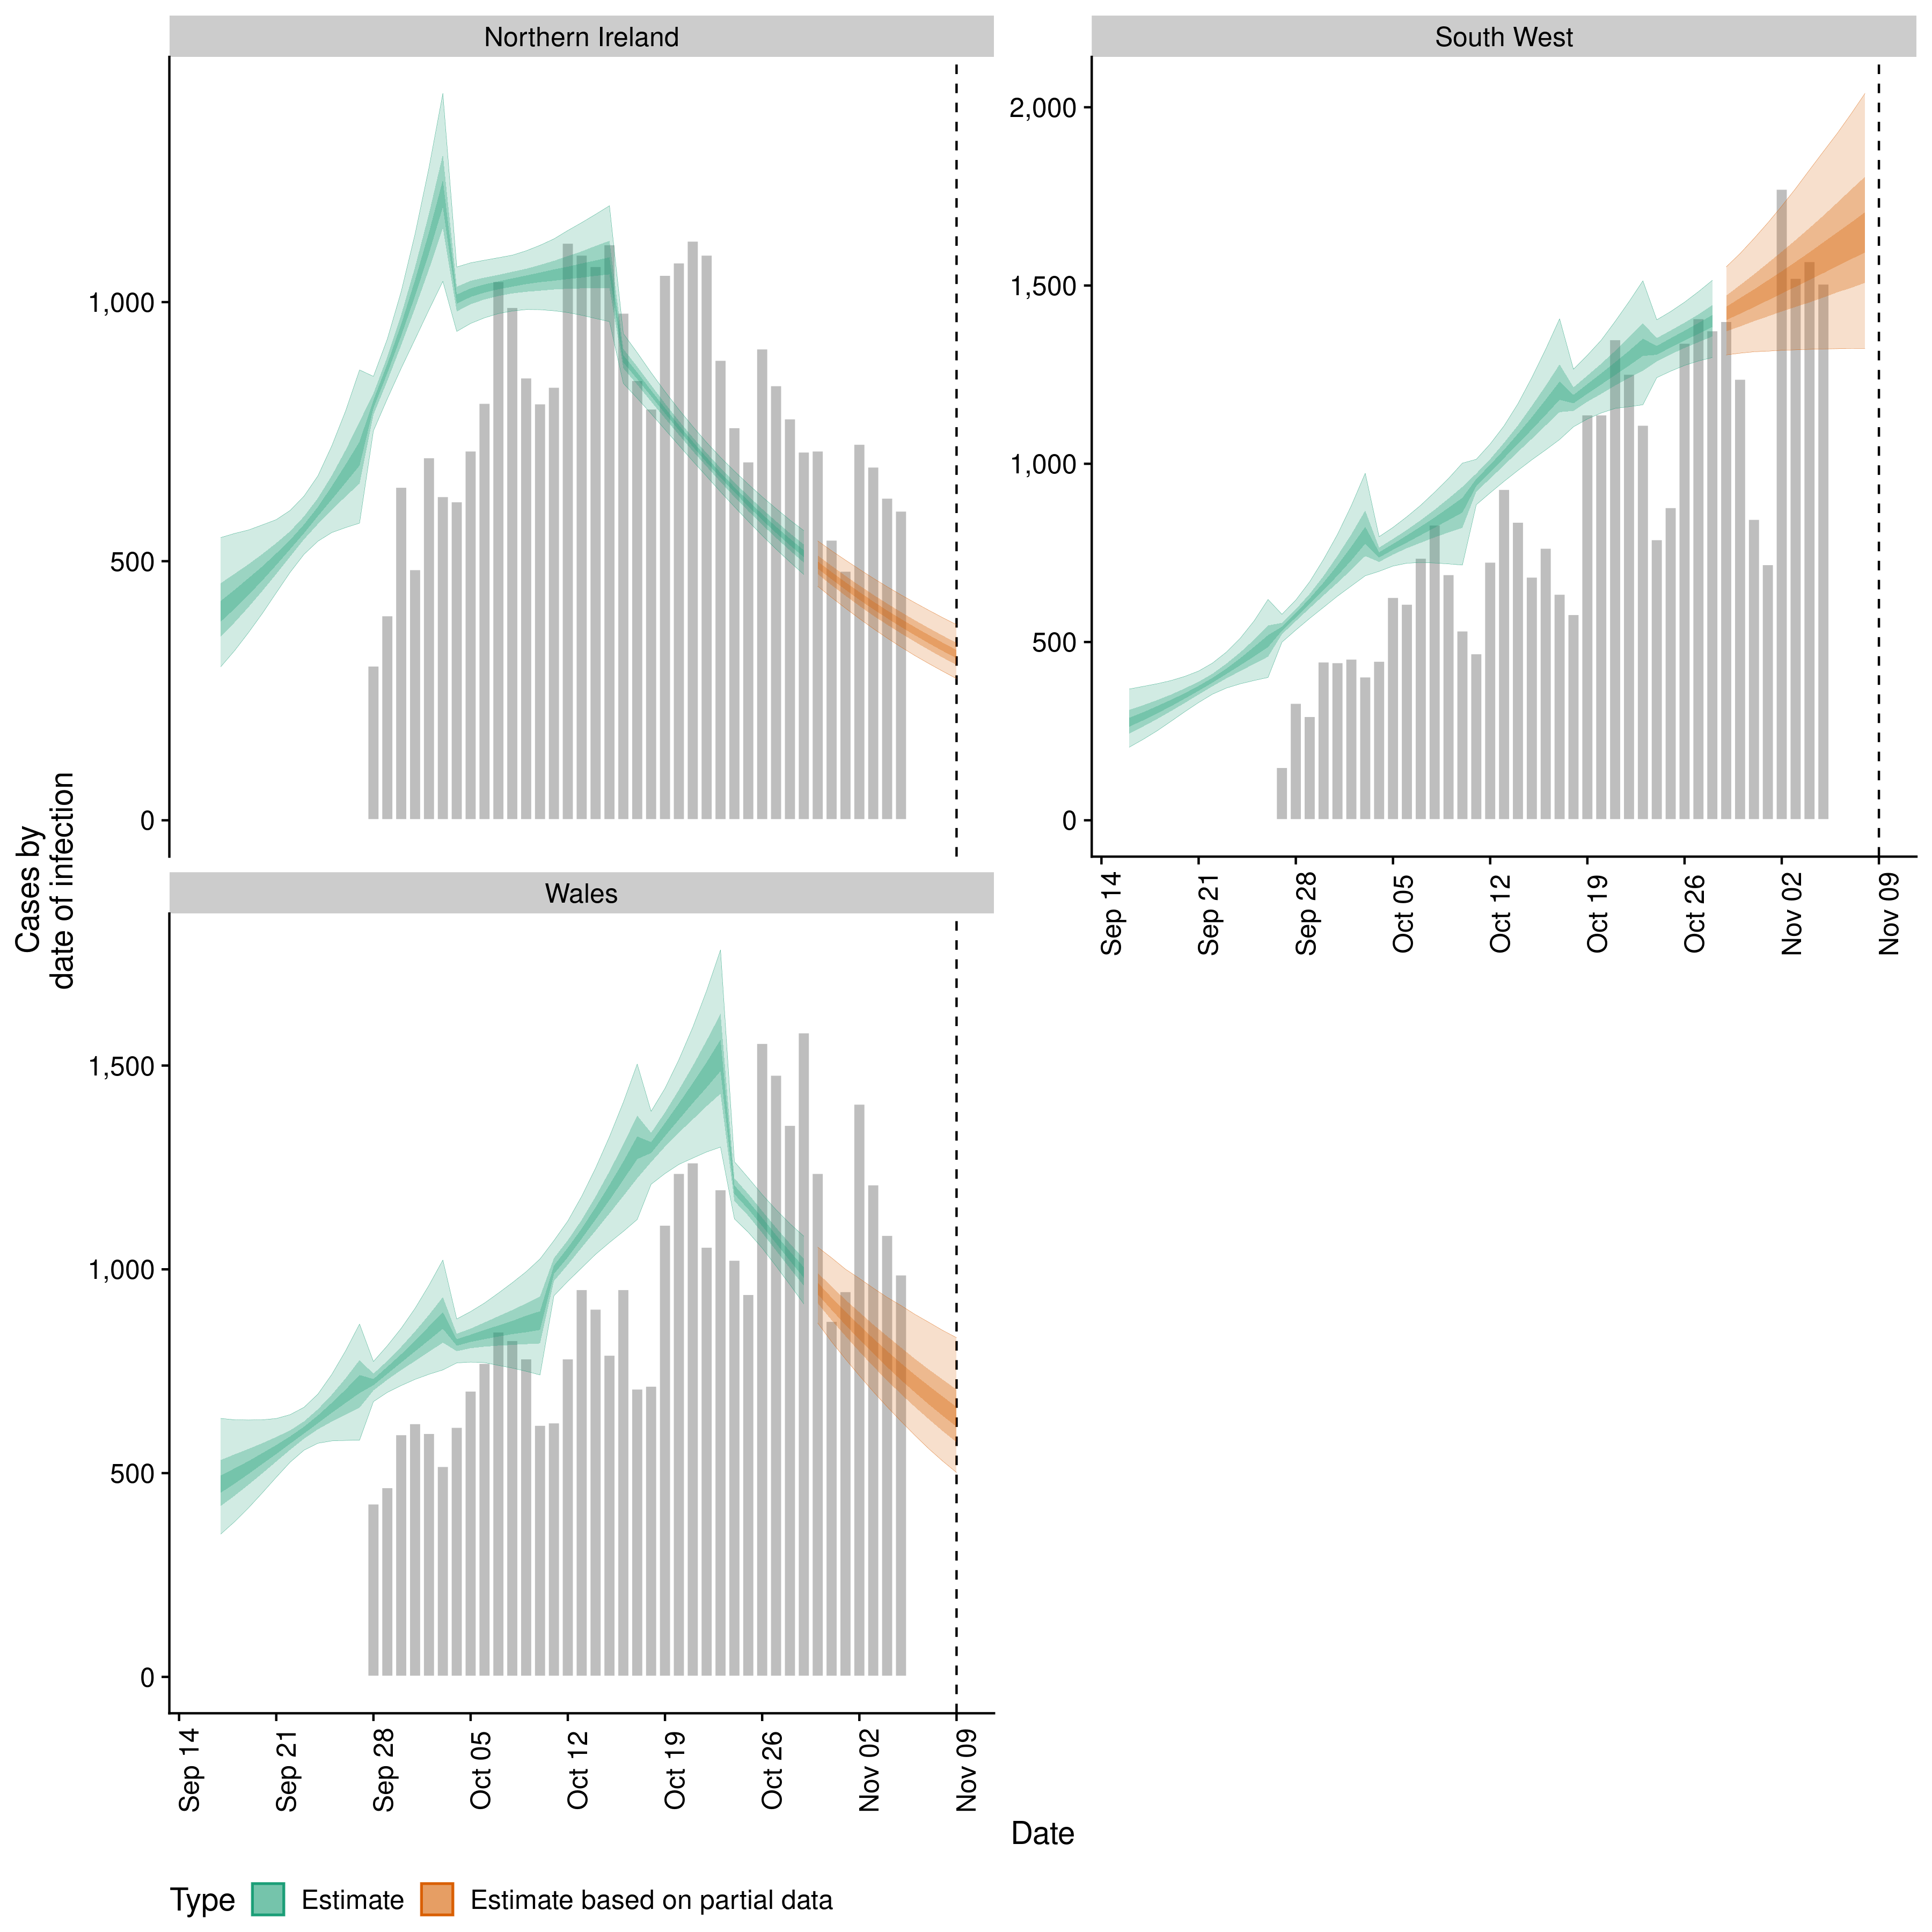 Northern Ireland
South West
1,000
500
0
2,000
1,500
1,000
500
0
Sep 14
Sep 21
Sep 28
Oct 05
Oct 12
Oct 19
Oct 26
Nov 02
Nov 09
Cases by
date of infection
Wales
1,500
1,000
500
0
Sep 14
Sep 21
Sep 28
Oct 05
Oct 12
Oct 19
Oct 26
Nov 02
Nov 09
Date
Type Estimate Estimate based on partial data